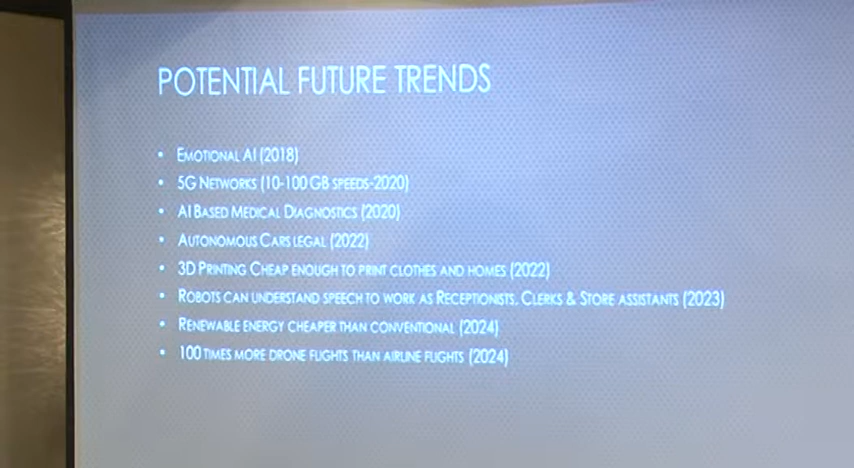 POTENTIAL FUTURE TRENDS
• EMOTIONAL AI (2018)
• 5G NETWORKS (10-100 GB SPEEDS-2020)
• AI BASED MEDICAL DIAGNOSTICS (2020)
• AUTONOMOUS CARS LEGAL (2022)
• 3D PRINTING CHEAP ENOUGH TO PRINT CLOTHES AND HOMES (2022)
• ROBOTS CAN UNDERSTAND SPEECH TO WORK AS RECEPTIONISTS, CLERKS & STORE ASSISTANTS (2023)
• RENEWABLE ENERGY CHEAPER THAN CONVENTIONAL (2024)
• 100 TIMES MORE DRONE FLIGHTS THAN AIRLINE FLIGHTS (2024)